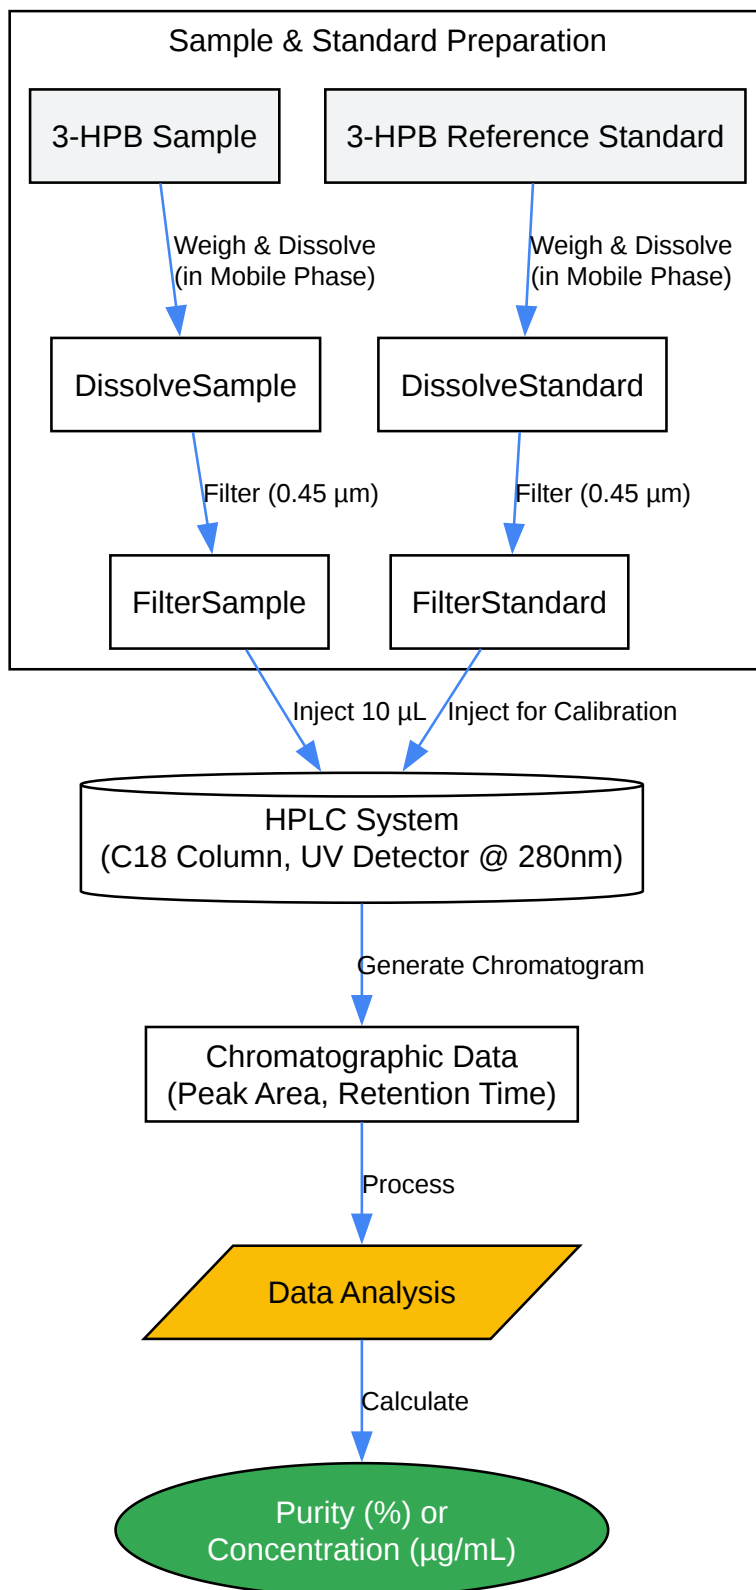 Sample & Standard Preparation
3-HPB Sample
3-HPB Reference Standard
Weigh & Dissolve
(in Mobile Phase)
Weigh & Dissolve
(in Mobile Phase)
DissolveSample
DissolveStandard
Filter (0.45 µm)
Filter (0.45 µm)
FilterSample
FilterStandard
Inject 10 µL
Inject for Calibration
HPLC System
(C18 Column, UV Detector @ 280nm)
Generate Chromatogram
Chromatographic Data
(Peak Area, Retention Time)
Process
Data Analysis
Calculate
Purity (%) or
Concentration (µg/mL)